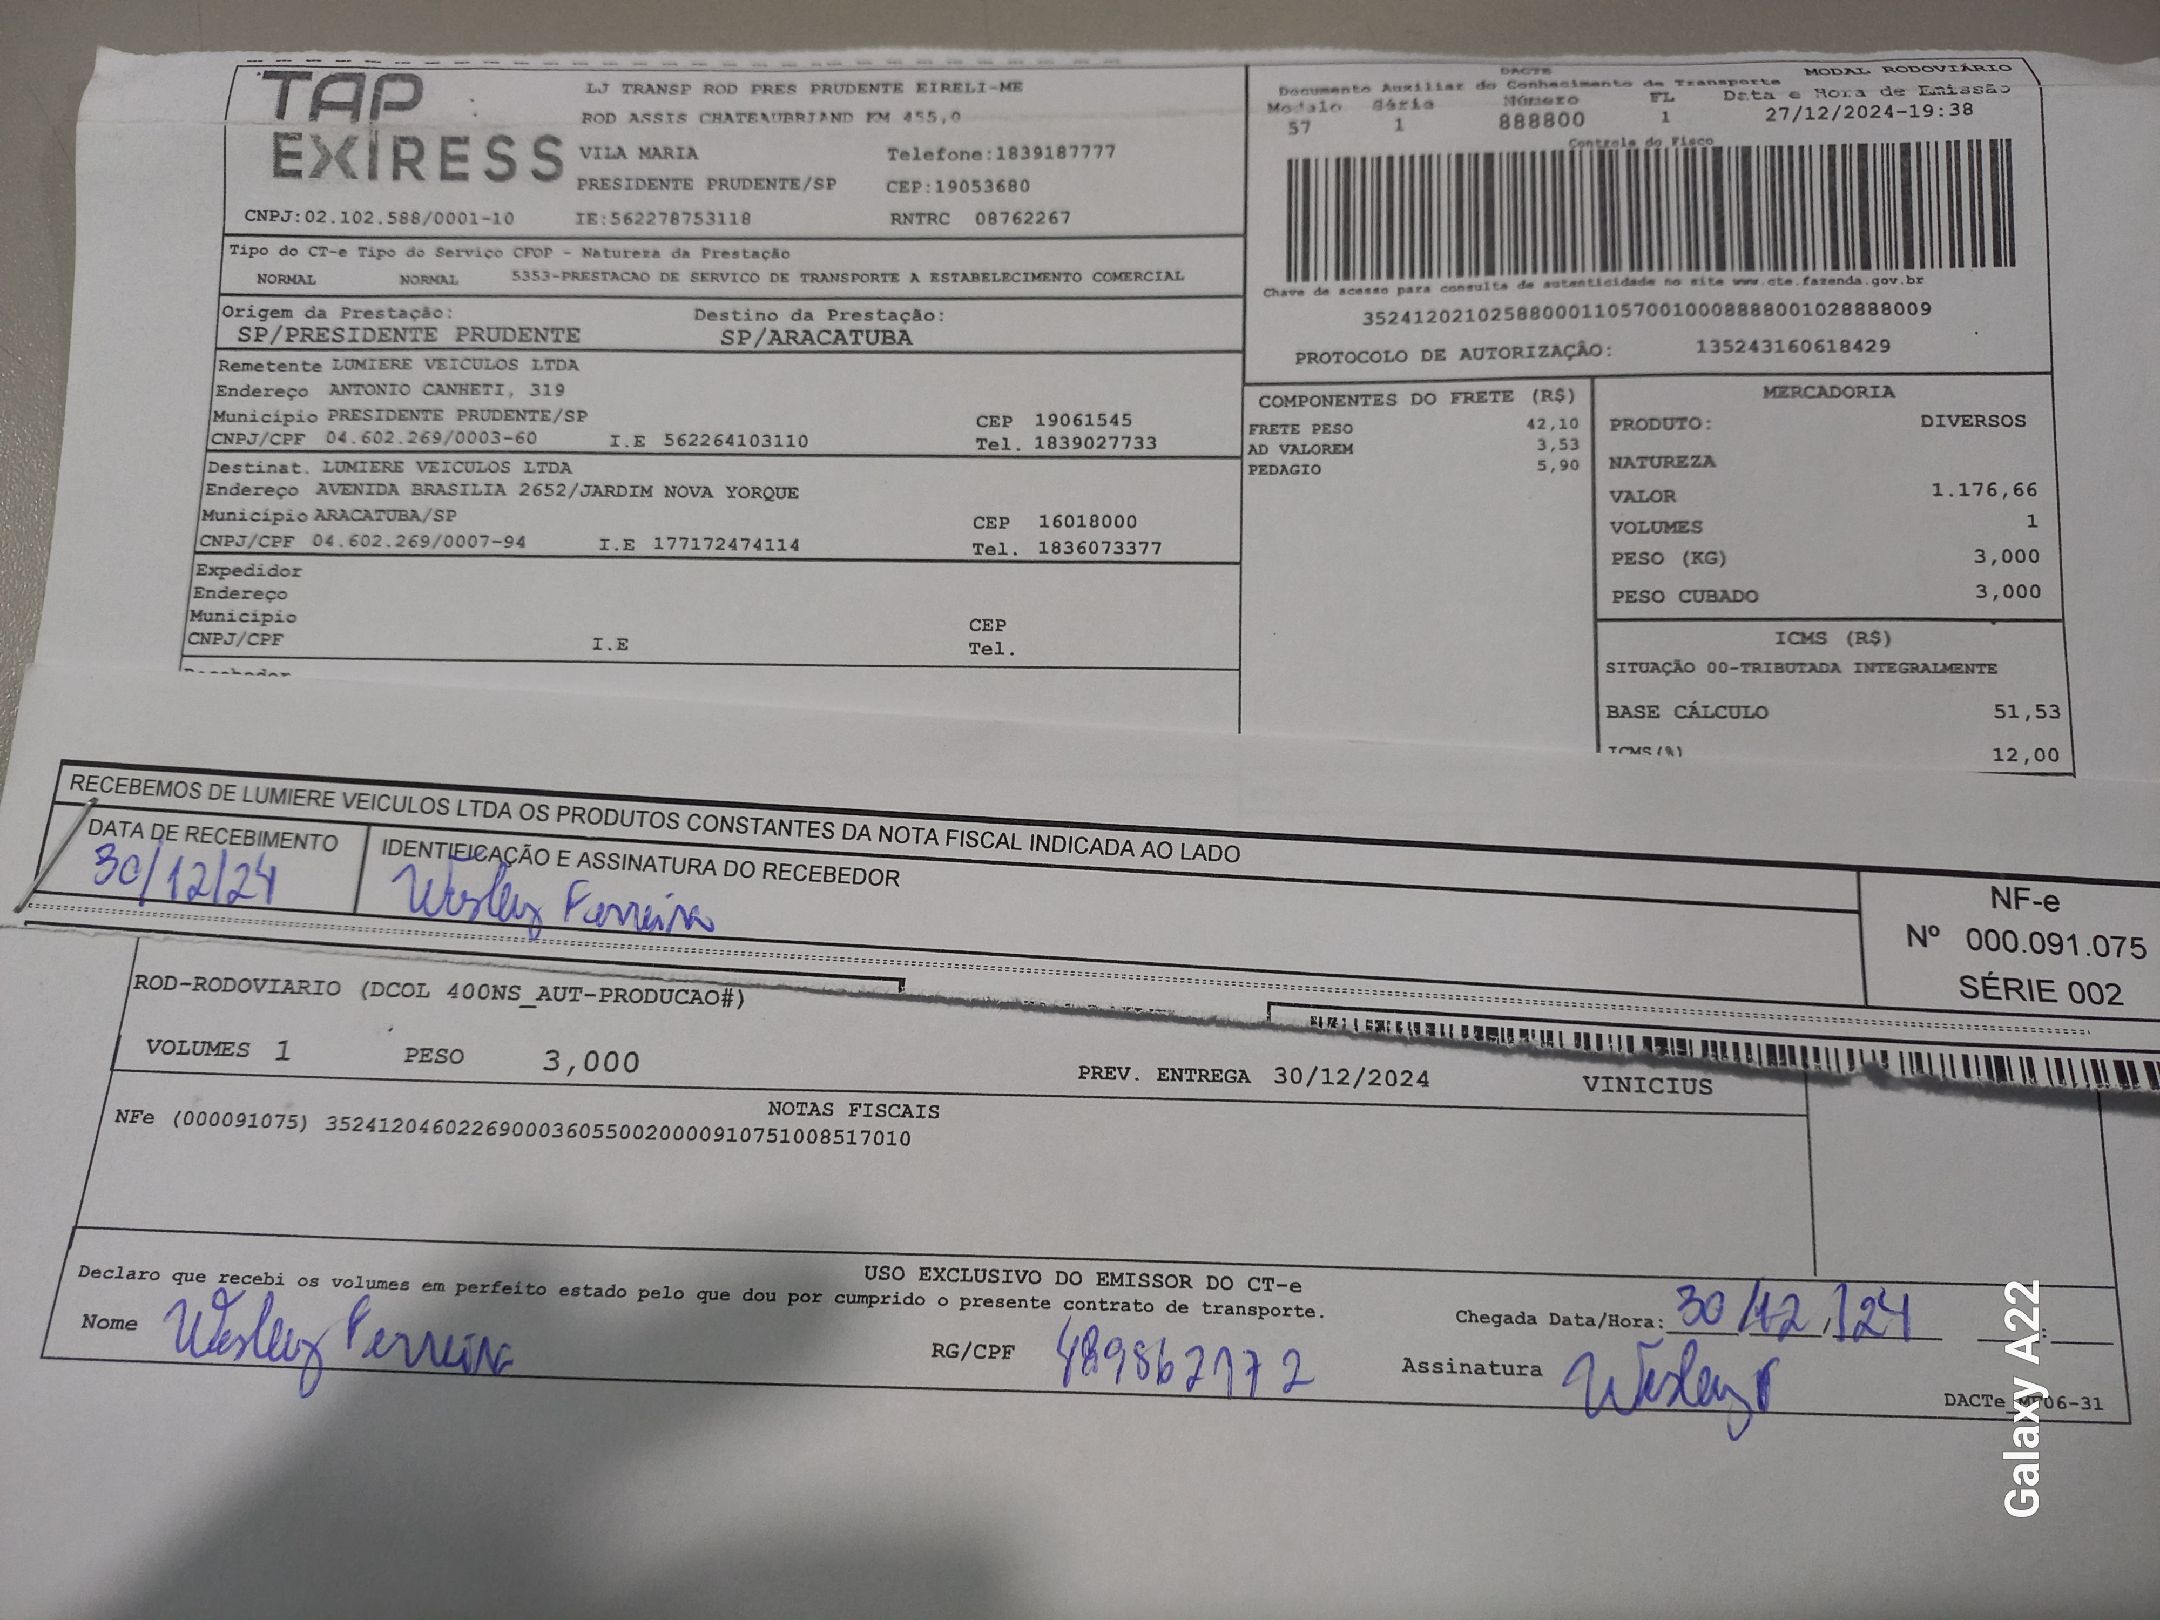 TAP
EXIRESS
LJ TRANSP ROD PRES PRUDENTE EIRELI-ME
ROD ASSIS CHATEAUBRIAND KM 455,0
VILA MARIA Telefone:1839187777
PRESIDENTE PRUDENTE/SP CEP:19053680
CNPJ:02.102.588/0001-10 IE:562278753118 RNTRC 08762267
DACTE MODAL RODOVIÁRIO
Documento Auxiliar do Conhecimento de Transporte
Modelo Série Número FL Data e Hora de Emissão
57 1 888800 1 27/12/2024-19:38
Controle do Fisco
Chave de acesso para consulta de autenticidade no site www.cte.fazenda.gov.br
35241202102588000110570010008888001028888009
PROTOCOLO DE AUTORIZAÇÃO: 135243160618429
Tipo do CT-e Tipo do Serviço CFOP - Natureza da Prestação
NORMAL NORMAL 5353-PRESTACAO DE SERVICO DE TRANSPORTE A ESTABELECIMENTO COMERCIAL
Origem da Prestação: Destino da Prestação:
SP/PRESIDENTE PRUDENTE SP/ARACATUBA
Remetente LUMIERE VEICULOS LTDA
Endereço ANTONIO CANHETI, 319
Município PRESIDENTE PRUDENTE/SP CEP 19061545
CNPJ/CPF 04.602.269/0003-60 I.E 562264103110 Tel. 1839027733
Destinat. LUMIERE VEICULOS LTDA
Endereço AVENIDA BRASILIA 2652/JARDIM NOVA YORQUE
Município ARACATUBA/SP CEP 16018000
CNPJ/CPF 04.602.269/0007-94 I.E 177172474114 Tel. 1836073377
Expedidor
Endereço
Município CEP
CNPJ/CPF I.E Tel.
COMPONENTES DO FRETE (R$)
FRETE PESO 42,10
AD VALOREM 3,53
PEDAGIO 5,90
MERCADORIA
PRODUTO: DIVERSOS
NATUREZA
VALOR 1.176,66
VOLUMES 1
PESO (KG) 3,000
PESO CUBADO 3,000
ICMS (R$)
SITUAÇÃO 00-TRIBUTADA INTEGRALMENTE
BASE CÁLCULO 51,53
ICMS(%) 12,00
RECEBEMOS DE LUMIERE VEICULOS LTDA OS PRODUTOS CONSTANTES DA NOTA FISCAL INDICADA AO LADO
DATA DE RECEBIMENTO IDENTIFICAÇÃO E ASSINATURA DO RECEBEDOR
30/12/24 Wesley Ferreira
NF-e
Nº 000.091.075
SÉRIE 002
ROD-RODOVIARIO (DCOL 400NS_AUT-PRODUCAO#)
VOLUMES 1 PESO 3,000 PREV. ENTREGA 30/12/2024 VINICIUS
NOTAS FISCAIS
NFe (000091075) 35241204602269000360550020000910751008517010
USO EXCLUSIVO DO EMISSOR DO CT-e
Declaro que recebi os volumes em perfeito estado pelo que dou por cumprido o presente contrato de transporte.
Nome Wesley Ferreira RG/CPF 489862172 Chegada Data/Hora: 30/12/24 :
Assinatura Wesley F
DACTe
06-31
Galaxy A22